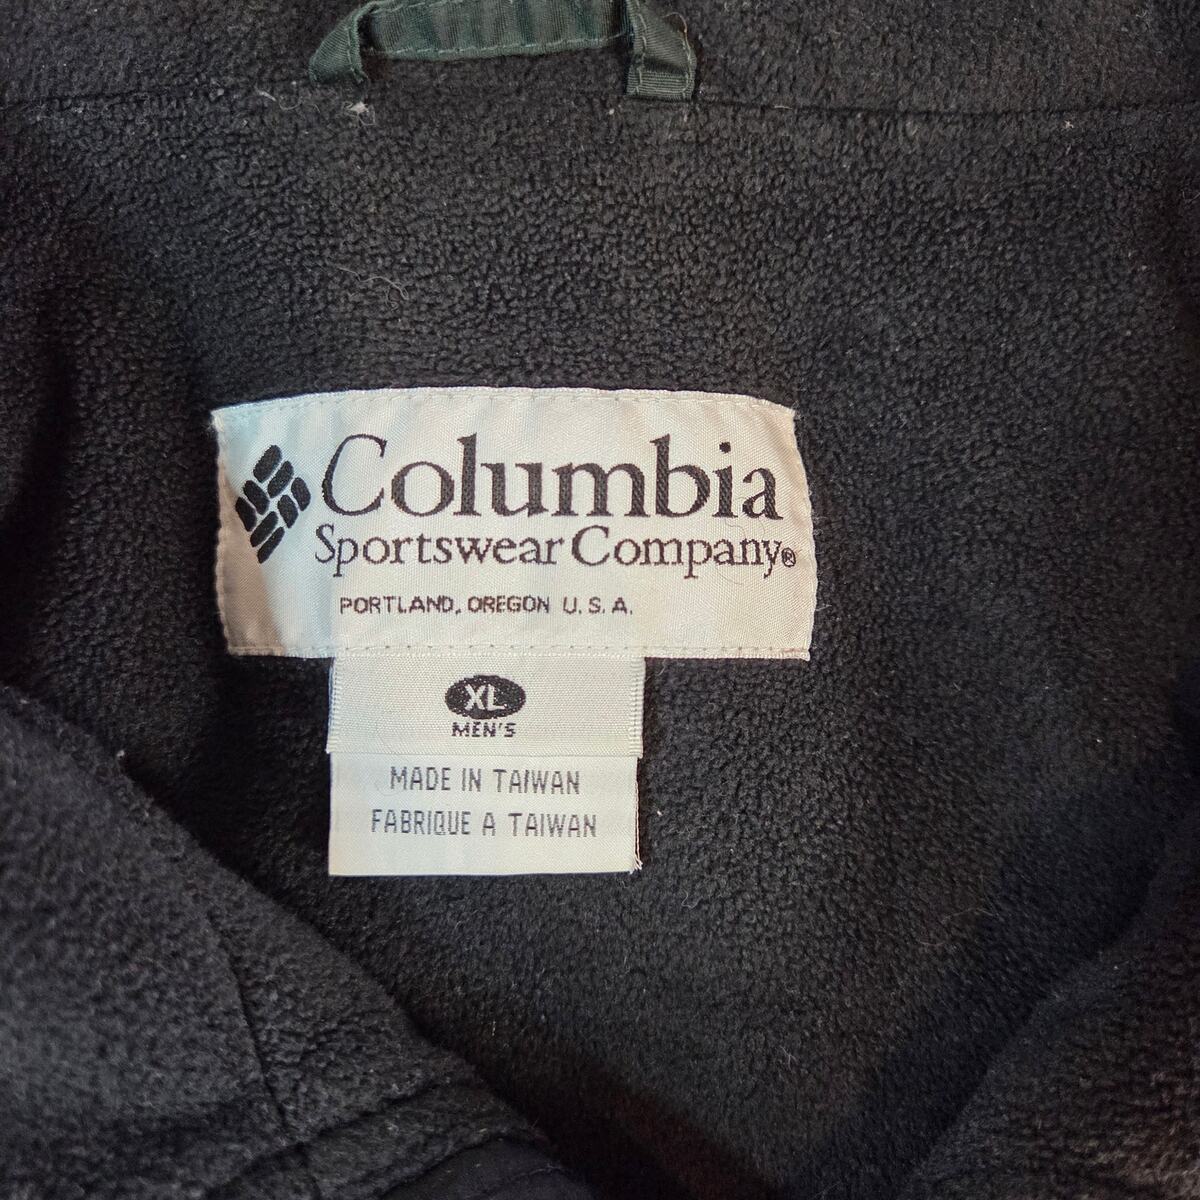 Columbia
Sportswear Company®
PORTLAND, OREGON U.S.A.
XL
MEN'S
MADE IN TAIWAN
FABRIQUE A TAIWAN